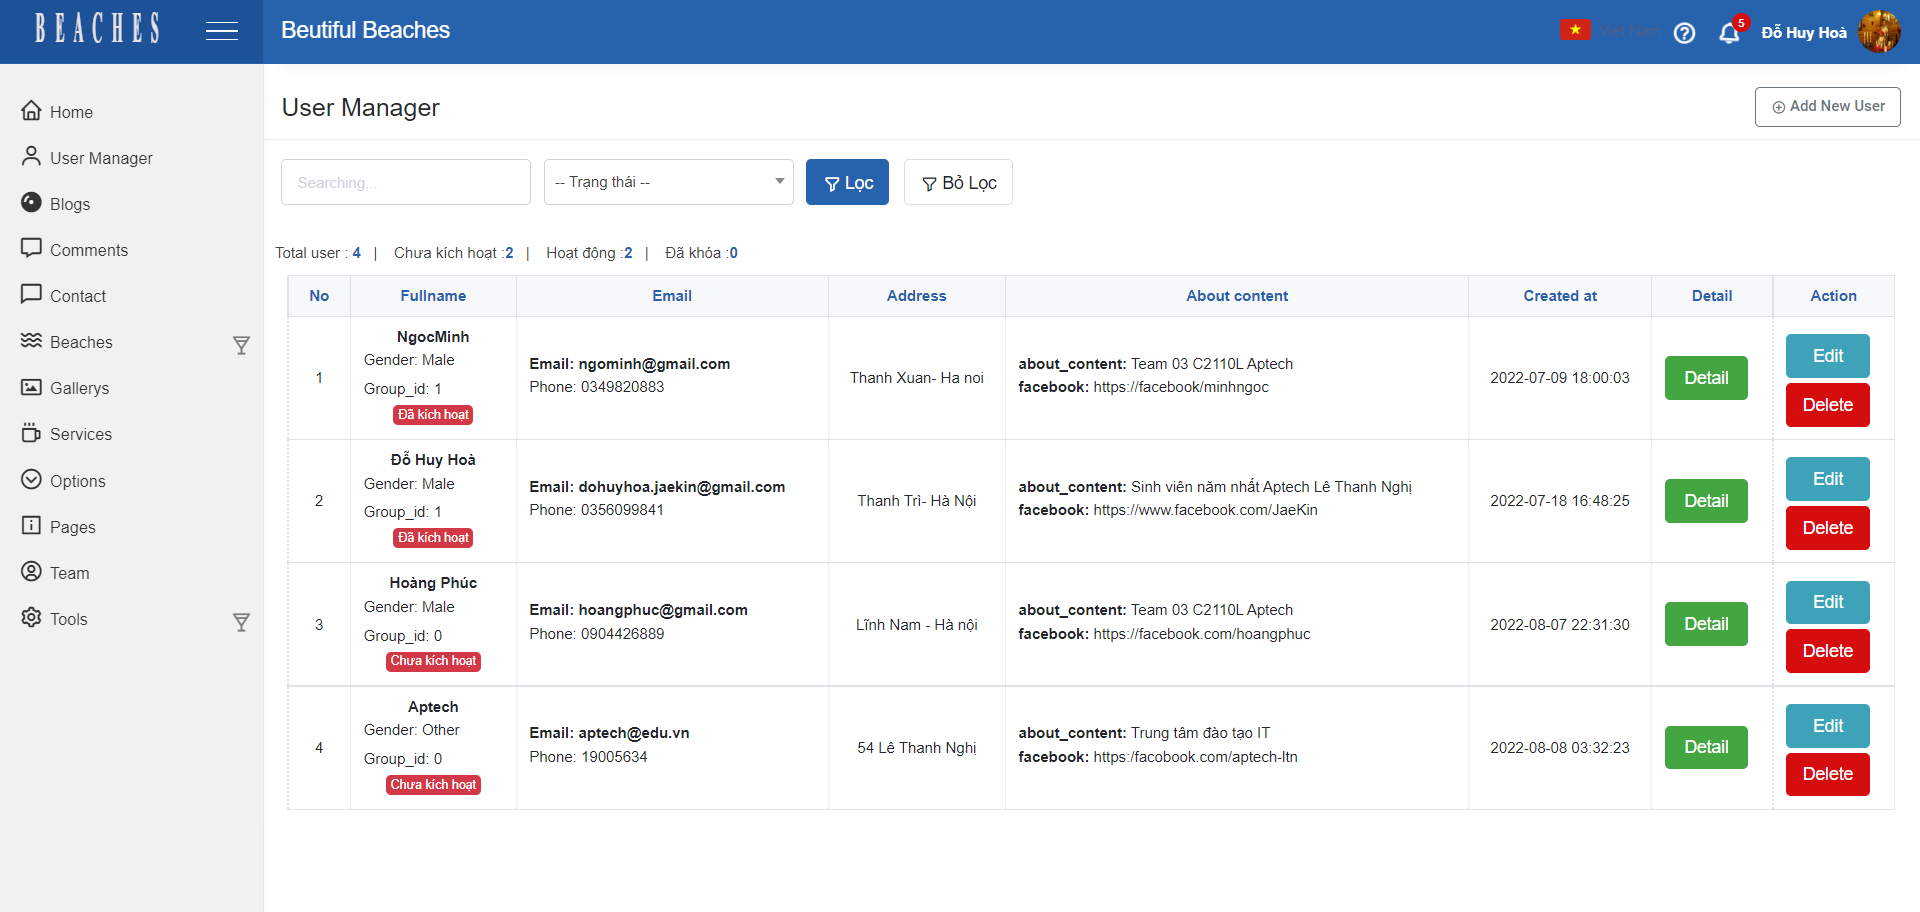 BEACHES
Beutiful Beaches
Việt Nam
5
Đỗ Huy Hoà
Home
User Manager
Blogs
Comments
Contact
Beaches
Gallerys
Services
Options
Pages
Team
Tools
User Manager
Add New User
Searching...
-- Trạng thái --
Lọc
Bỏ Lọc
Total user : 4 | Chưa kích hoạt :2 | Hoạt động :2 | Đã khóa :0
No Fullname Email Address About content Created at Detail Action
1
NgocMinh
Gender: Male
Group_id: 1
Đã kích hoạt
Email: ngominh@gmail.com
Phone: 0349820883
Thanh Xuan- Ha noi
about_content: Team 03 C2110L Aptech
facebook: https://facebook/minhngoc
2022-07-09 18:00:03
Detail
Edit
Delete
2
Đỗ Huy Hoà
Gender: Male
Group_id: 1
Đã kích hoạt
Email: dohuyhoa.jaekin@gmail.com
Phone: 0356099841
Thanh Trì- Hà Nội
about_content: Sinh viên năm nhất Aptech Lê Thanh Nghị
facebook: https://www.facebook.com/JaeKin
2022-07-18 16:48:25
Detail
Edit
Delete
3
Hoàng Phúc
Gender: Male
Group_id: 0
Chưa kích hoạt
Email: hoangphuc@gmail.com
Phone: 0904426889
Lĩnh Nam - Hà nội
about_content: Team 03 C2110L Aptech
facebook: https://facebook.com/hoangphuc
2022-08-07 22:31:30
Detail
Edit
Delete
4
Aptech
Gender: Other
Group_id: 0
Chưa kích hoạt
Email: aptech@edu.vn
Phone: 19005634
54 Lê Thanh Nghị
about_content: Trung tâm đào tạo IT
facebook: https:/facobook.com/aptech-ltn
2022-08-08 03:32:23
Detail
Edit
Delete